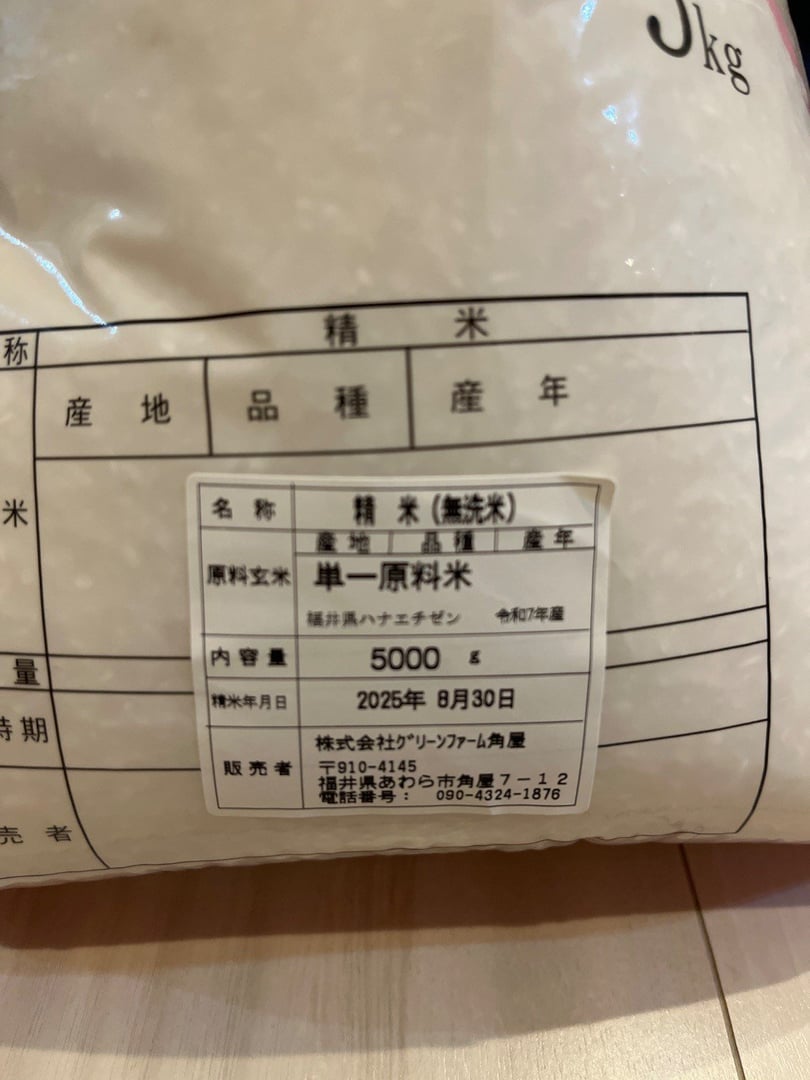 5kg
称
精 米
産 地 品 種 産 年
米
名 称 精 米 (無洗米)
産 地 品 種 産 年
原料玄米 単一原料米
福井県ハナエチゼン 令和7年産
内容量 5000 g
量
精米年月日 2025年 8月30日
時期
販売者 株式会社グリーンファーム角屋
〒910-4145
福井県あわら市角屋7-12
電話番号: 090-4324-1876
売 者